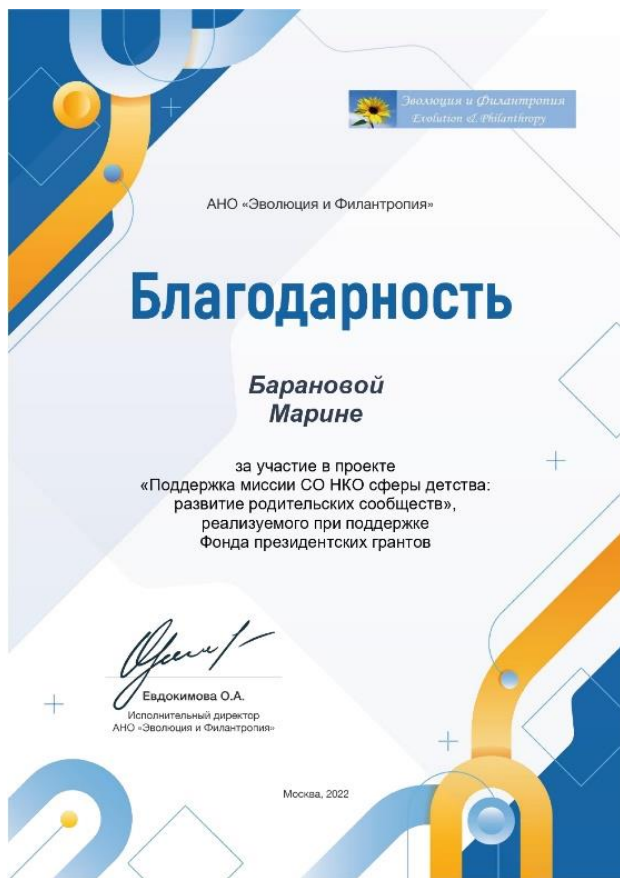 Эволюция и Филантропия
Evolution & Philanthropy
АНО «Эволюция и Филантропия»
Благодарность
Барановой
Марине
за участие в проекте
«Поддержка миссии СО НКО сферы детства:
развитие родительских сообществ»,
реализуемого при поддержке
Фонда президентских грантов
Евдокимова О.А.
Исполнительный директор
АНО «Эволюция и Филантропия»
Москва, 2022